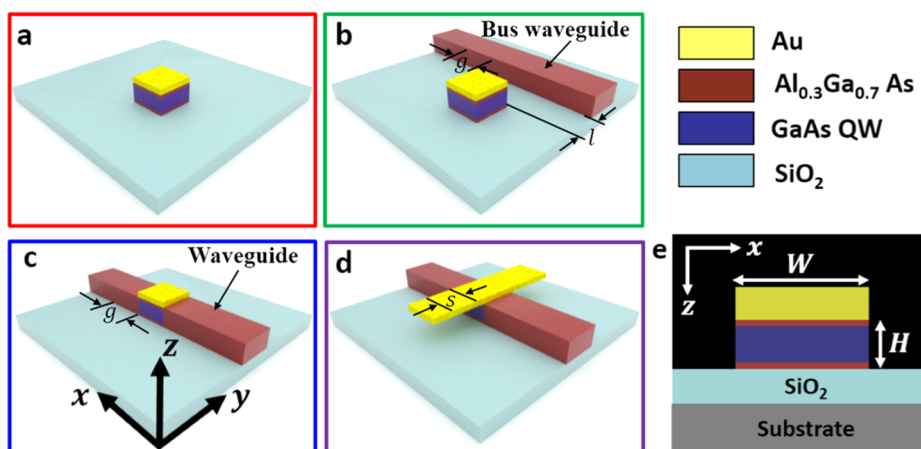 a
g
b
Bus waveguide
g
l
Au
Al0.3Ga0.7 As
GaAs QW
SiO2
c
Waveguide
g
z
x
y
d
s
e
x
z
W
H
SiO2
Substrate